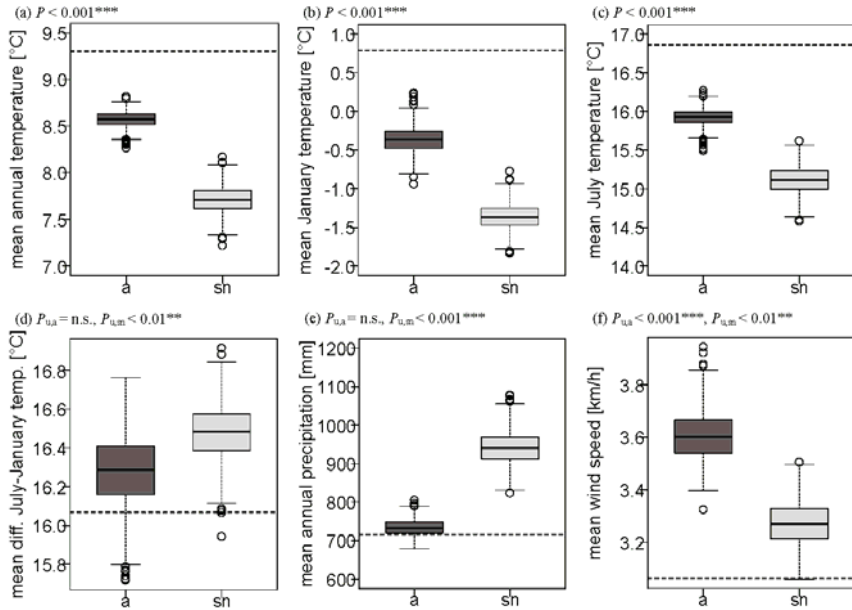 (a) P < 0.001***
(b) P < 0.001***
(c) P < 0.001***
mean annual temperature [°C]
9.5
9.0
8.5
8.0
7.5
7.0
a
sn
mean January temperature [°C]
1.0
0.5
0.0
-0.5
-1.0
-1.5
-2.0
a
sn
mean July temperature [°C]
17.0
16.5
16.0
15.5
15.0
14.5
14.0
a
sn
(d) Pu,a = n.s., Pu,m < 0.01**
(e) Pu,a = n.s., Pu,m < 0.001***
(f) Pu,a < 0.001***, Pu,m < 0.01**
mean diff. July-January temp. [°C]
16.8
16.6
16.4
16.2
16.0
15.8
a
sn
mean annual precipitation [mm]
1200
1100
1000
900
800
700
600
a
sn
mean wind speed [km/h]
3.8
3.6
3.4
3.2
a
sn